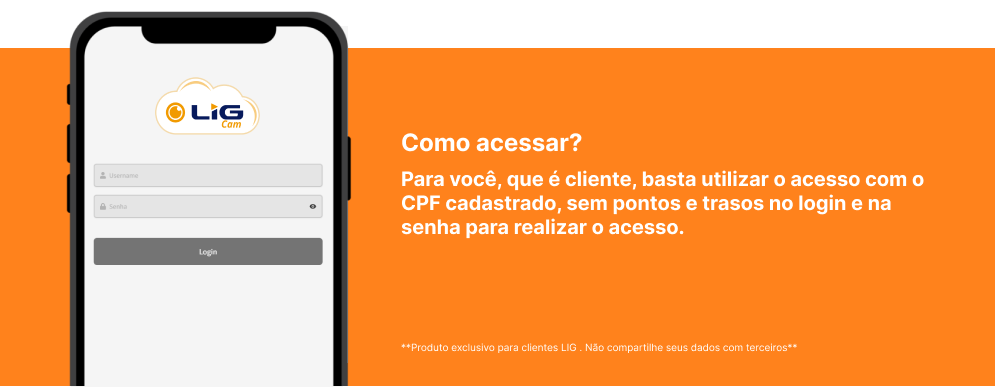 LiG
Cam
Username
Senha
Login
Como acessar?
Para você, que é cliente, basta utilizar o acesso com o
CPF cadastrado, sem pontos e trasos no login e na
senha para realizar o acesso.
**Produto exclusivo para clientes LIG . Não compartilhe seus dados com terceiros**